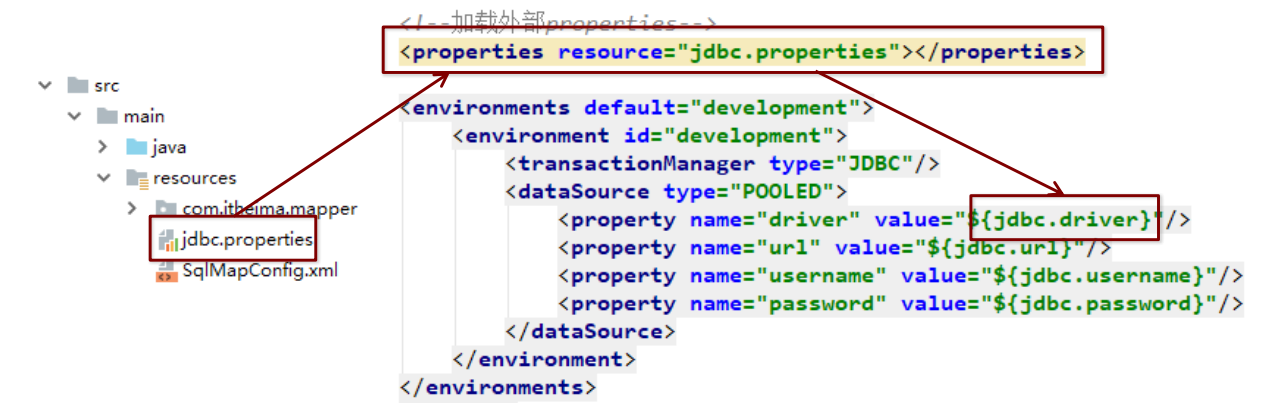 <!--加载外部properties-->
<properties resource="jdbc.properties"></properties>
src
main
java
resources
com.itheima.mapper
jdbc.properties
SqlMapConfig.xml
<environments default="development">
<environment id="development">
<transactionManager type="JDBC"/>
<dataSource type="POOLED">
<property name="driver" value="${jdbc.driver}"/>
<property name="url" value="${jdbc.url}"/>
<property name="username" value="${jdbc.username}"/>
<property name="password" value="${jdbc.password}"/>
</dataSource>
</environment>
</environments>